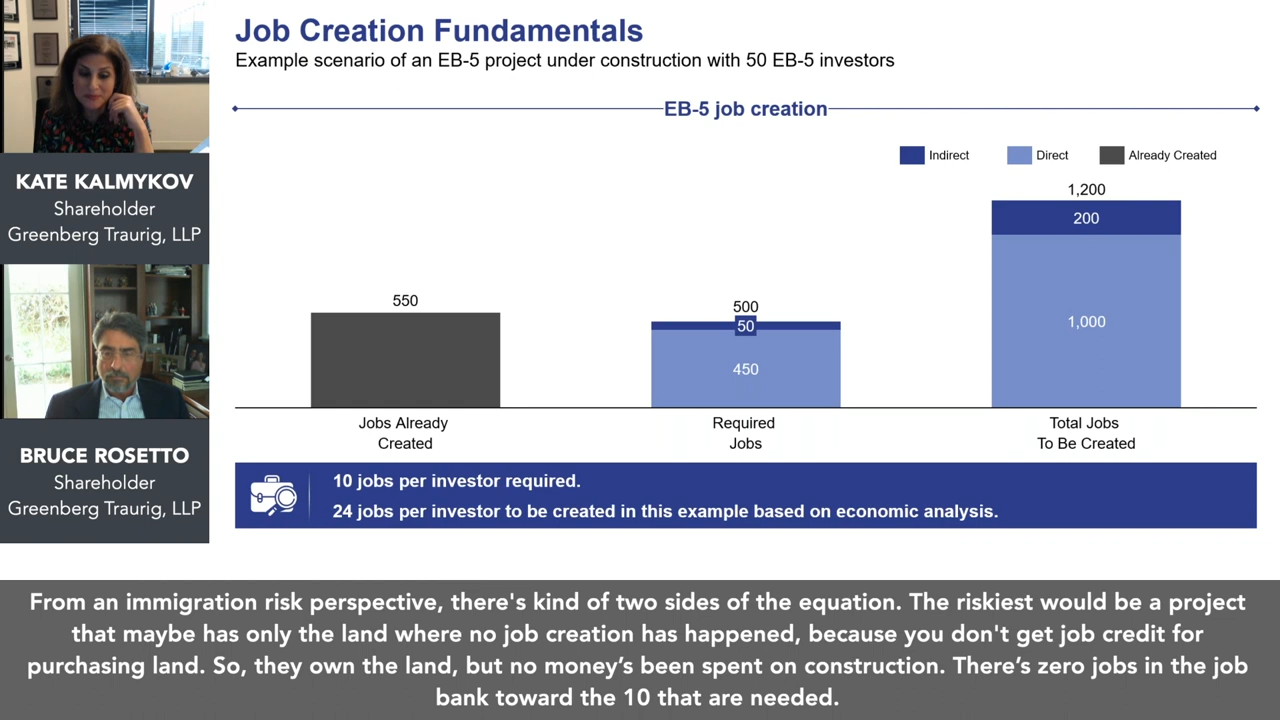 Job Creation Fundamentals
Example scenario of an EB-5 project under construction with 50 EB-5 investors
EB-5 job creation
Indirect
Direct
Already Created
KATE KALMYKOV
Shareholder
Greenberg Traurig, LLP
BRUCE ROSETTO
Shareholder
Greenberg Traurig, LLP
550
500
50
450
1,200
200
1,000
Jobs Already
Created
Required
Jobs
Total Jobs
To Be Created
10 jobs per investor required.
24 jobs per investor to be created in this example based on economic analysis.
From an immigration risk perspective, there's kind of two sides of the equation. The riskiest would be a project
that maybe has only the land where no job creation has happened, because you don't get job credit for
purchasing land. So, they own the land, but no money’s been spent on construction. There’s zero jobs in the job
bank toward the 10 that are needed.